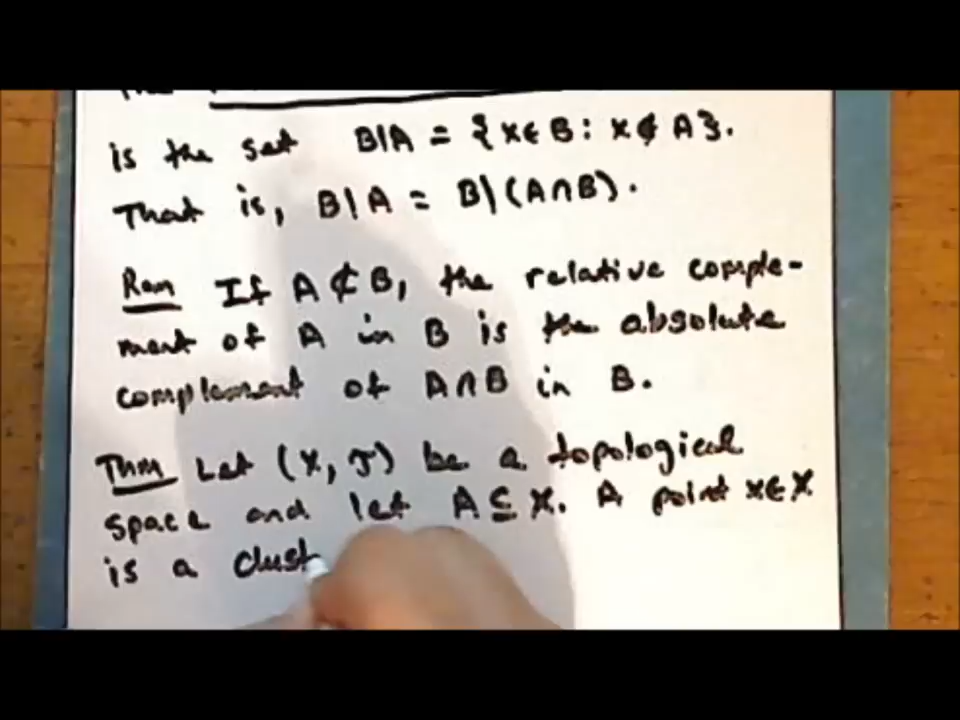 is the set B\A = {x∈B: x∉A}.
That is, B\A = B\(A∩B).
Rem If A⊄B, the relative comple-
ment of A in B is the absolute
complement of A∩B in B.
Thm Let (X, J) be a topological
space and let A⊆X. A point x∈X
is a clust